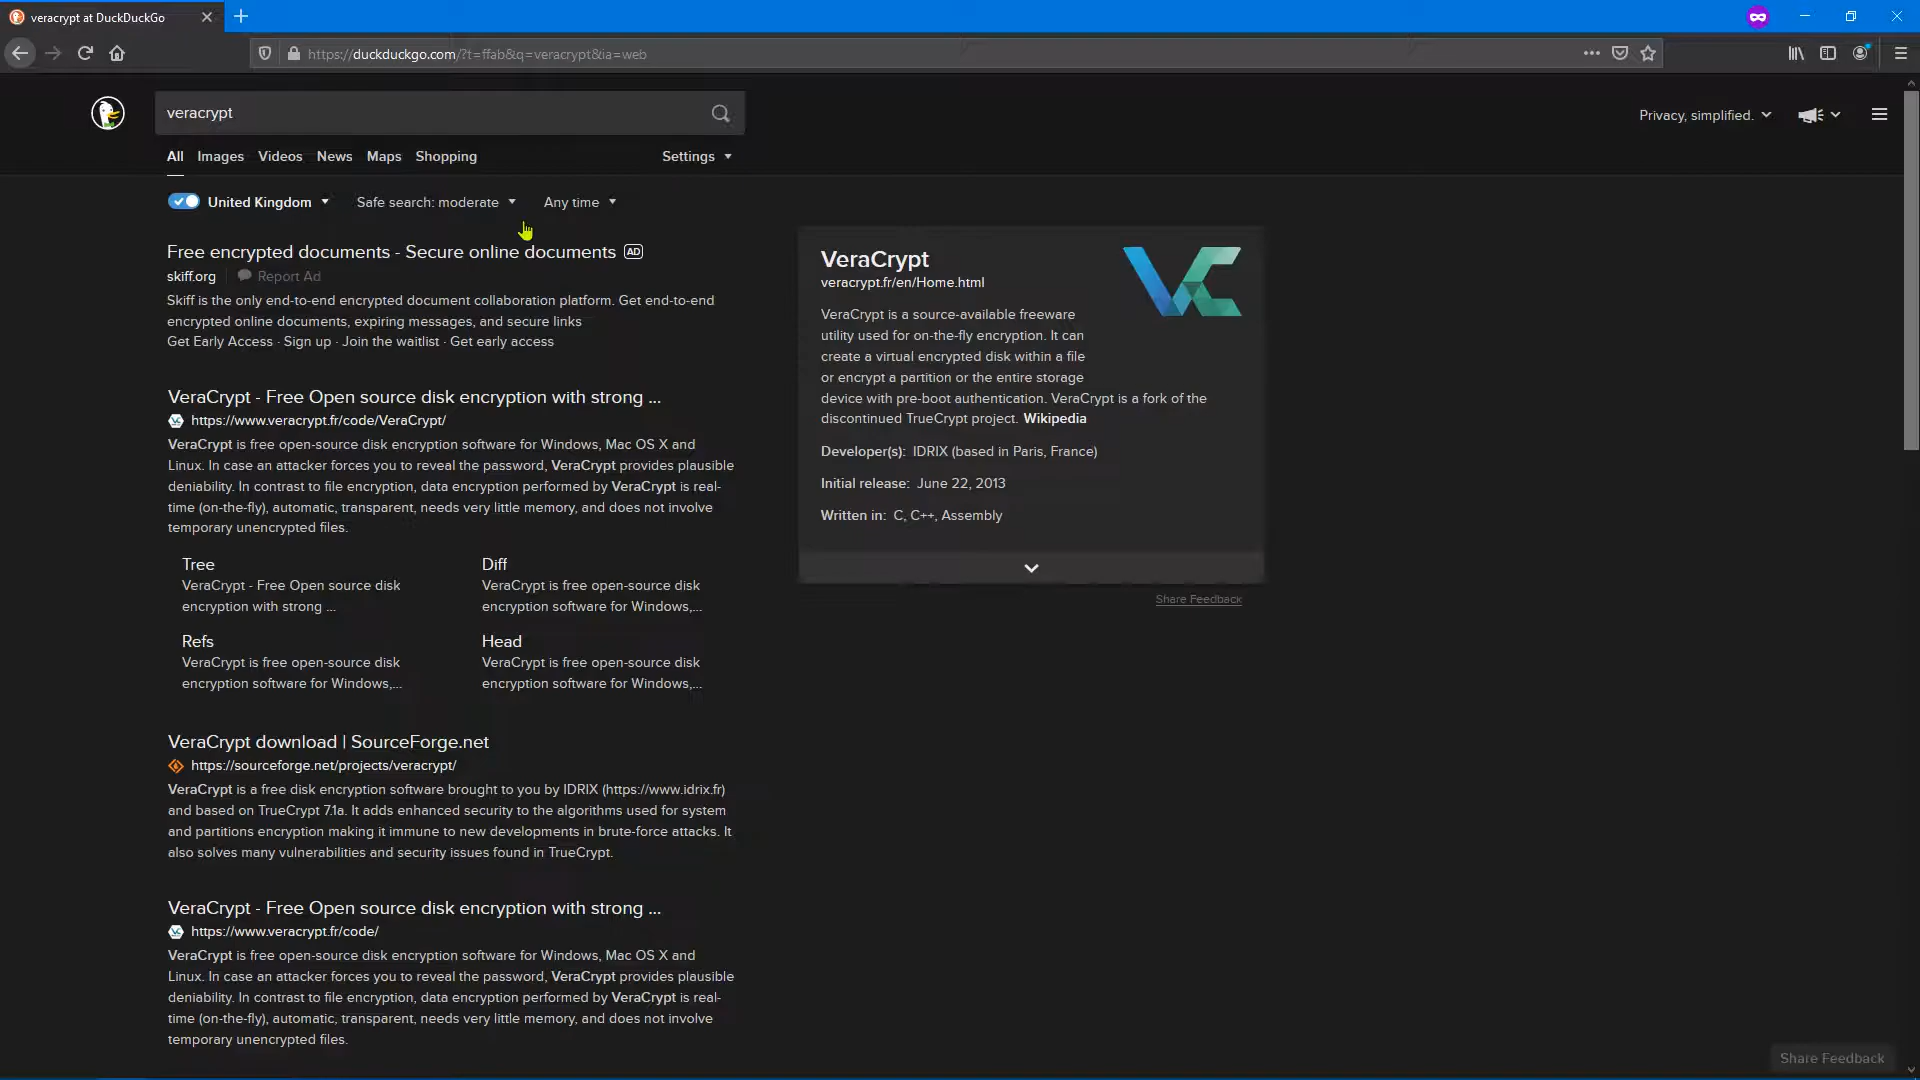 veracrypt at DuckDuckGo
https://duckduckgo.com/?t=ffab&q=veracrypt&ia=web
veracrypt
Privacy, simplified.
All Images Videos News Maps Shopping Settings
United Kingdom Safe search: moderate Any time
Free encrypted documents - Secure online documents AD
skiff.org Report Ad
Skiff is the only end-to-end encrypted document collaboration platform. Get end-to-end
encrypted online documents, expiring messages, and secure links
Get Early Access · Sign up · Join the waitlist · Get early access
VeraCrypt - Free Open source disk encryption with strong ...
https://www.veracrypt.fr/code/VeraCrypt/
VeraCrypt is free open-source disk encryption software for Windows, Mac OS X and
Linux. In case an attacker forces you to reveal the password, VeraCrypt provides plausible
deniability. In contrast to file encryption, data encryption performed by VeraCrypt is real-
time (on-the-fly), automatic, transparent, needs very little memory, and does not involve
temporary unencrypted files.
Tree
VeraCrypt - Free Open source disk
encryption with strong ...
Diff
VeraCrypt is free open-source disk
encryption software for Windows,...
Refs
VeraCrypt is free open-source disk
encryption software for Windows,...
Head
VeraCrypt is free open-source disk
encryption software for Windows,...
VeraCrypt download | SourceForge.net
https://sourceforge.net/projects/veracrypt/
VeraCrypt is a free disk encryption software brought to you by IDRIX (https://www.idrix.fr)
and based on TrueCrypt 7.1a. It adds enhanced security to the algorithms used for system
and partitions encryption making it immune to new developments in brute-force attacks. It
also solves many vulnerabilities and security issues found in TrueCrypt.
VeraCrypt - Free Open source disk encryption with strong ...
https://www.veracrypt.fr/code/
VeraCrypt is free open-source disk encryption software for Windows, Mac OS X and
Linux. In case an attacker forces you to reveal the password, VeraCrypt provides plausible
deniability. In contrast to file encryption, data encryption performed by VeraCrypt is real-
time (on-the-fly), automatic, transparent, needs very little memory, and does not involve
temporary unencrypted files.
VeraCrypt
veracrypt.fr/en/Home.html
VeraCrypt is a source-available freeware
utility used for on-the-fly encryption. It can
create a virtual encrypted disk within a file
or encrypt a partition or the entire storage
device with pre-boot authentication. VeraCrypt is a fork of the
discontinued TrueCrypt project. Wikipedia
Developer(s): IDRIX (based in Paris, France)
Initial release: June 22, 2013
Written in: C, C++, Assembly
Share Feedback
Share Feedback